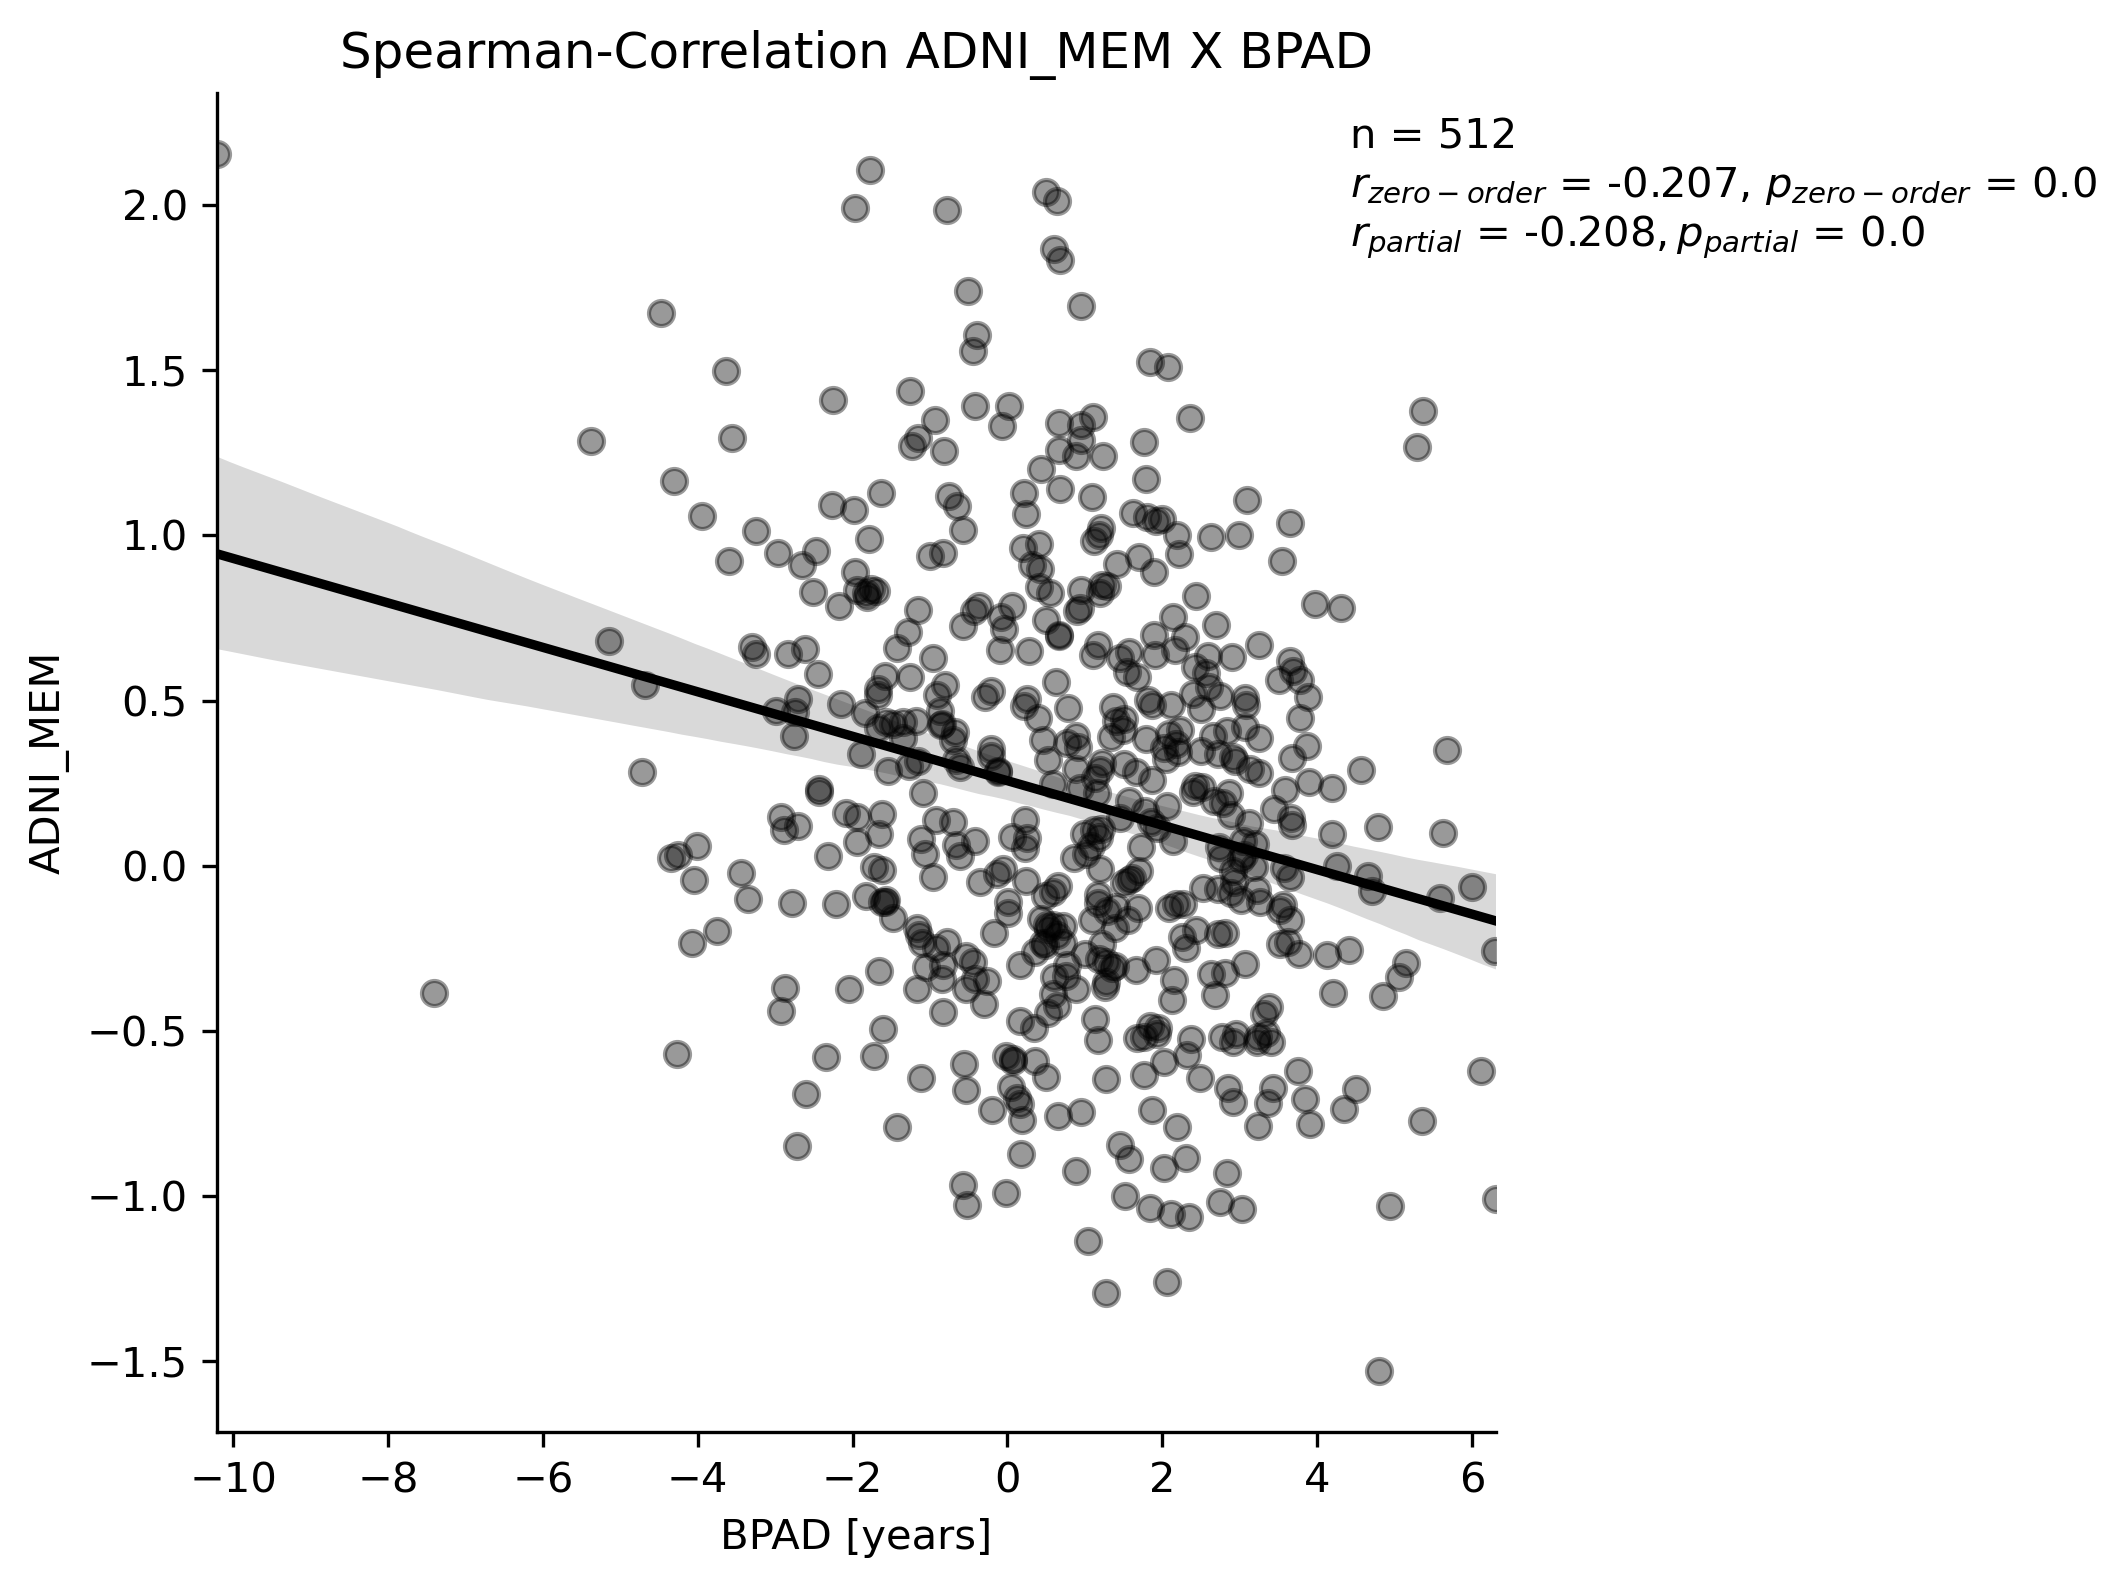 Spearman-Correlation ADNI_MEM X BPAD
n = 512
r_zero-order = -0.207, p_zero-order = 0.0
r_partial = -0.208, p_partial = 0.0
ADNI_MEM
2.0
1.5
1.0
0.5
0.0
−0.5
−1.0
−1.5
−10 −8 −6 −4 −2 0 2 4 6
BPAD [years]